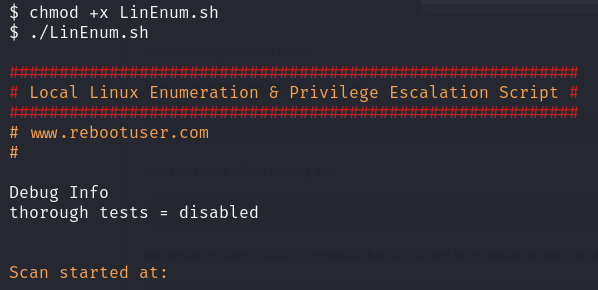 $ chmod +x LinEnum.sh
$ ./LinEnum.sh
#########################################################
# Local Linux Enumeration & Privilege Escalation Script #
#########################################################
# www.rebootuser.com
#
Debug Info
thorough tests = disabled
Scan started at: